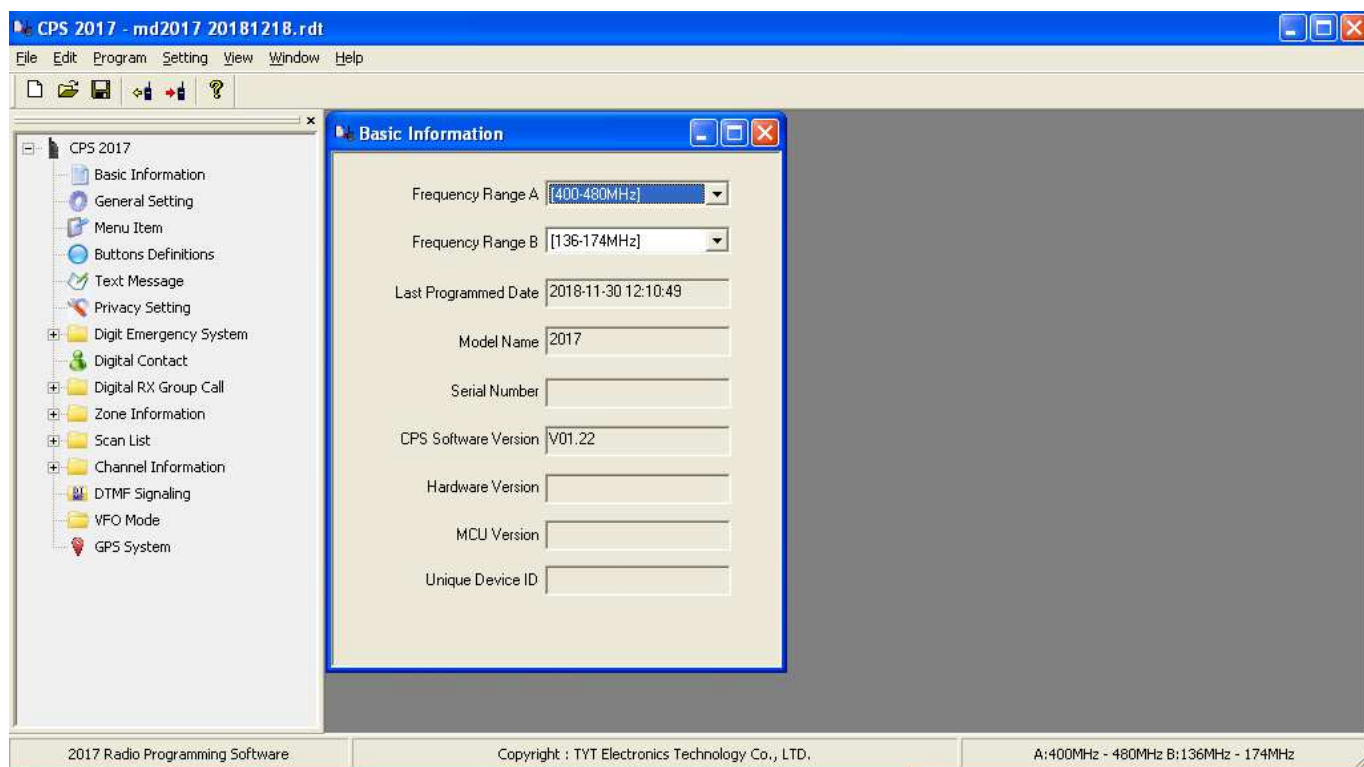 CPS 2017 - md2017 20181218.rdt
File Edit Program Setting View Window Help
CPS 2017
Basic Information
General Setting
Menu Item
Buttons Definitions
Text Message
Privacy Setting
Digit Emergency System
Digital Contact
Digital RX Group Call
Zone Information
Scan List
Channel Information
DTMF Signaling
VFO Mode
GPS System
Basic Information
Frequency Range A [400-480MHz]
Frequency Range B [136-174MHz]
Last Programmed Date 2018-11-30 12:10:49
Model Name 2017
Serial Number
CPS Software Version V01.22
Hardware Version
MCU Version
Unique Device ID
2017 Radio Programming Software
Copyright : TYT Electronics Technology Co., LTD.
A:400MHz - 480MHz B:136MHz - 174MHz